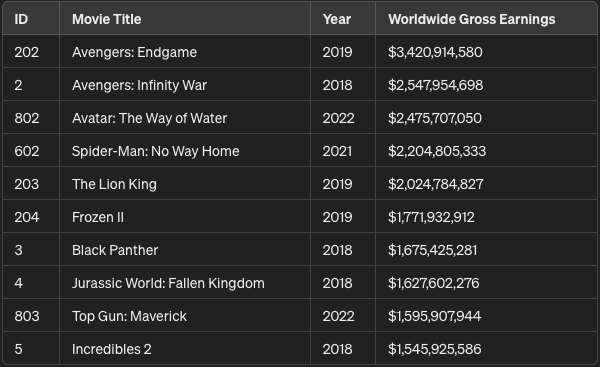 ID Movie Title Year Worldwide Gross Earnings
202 Avengers: Endgame 2019 $3,420,914,580
2 Avengers: Infinity War 2018 $2,547,954,698
802 Avatar: The Way of Water 2022 $2,475,707,050
602 Spider-Man: No Way Home 2021 $2,204,805,333
203 The Lion King 2019 $2,024,784,827
204 Frozen II 2019 $1,771,932,912
3 Black Panther 2018 $1,675,425,281
4 Jurassic World: Fallen Kingdom 2018 $1,627,602,276
803 Top Gun: Maverick 2022 $1,595,907,944
5 Incredibles 2 2018 $1,545,925,586